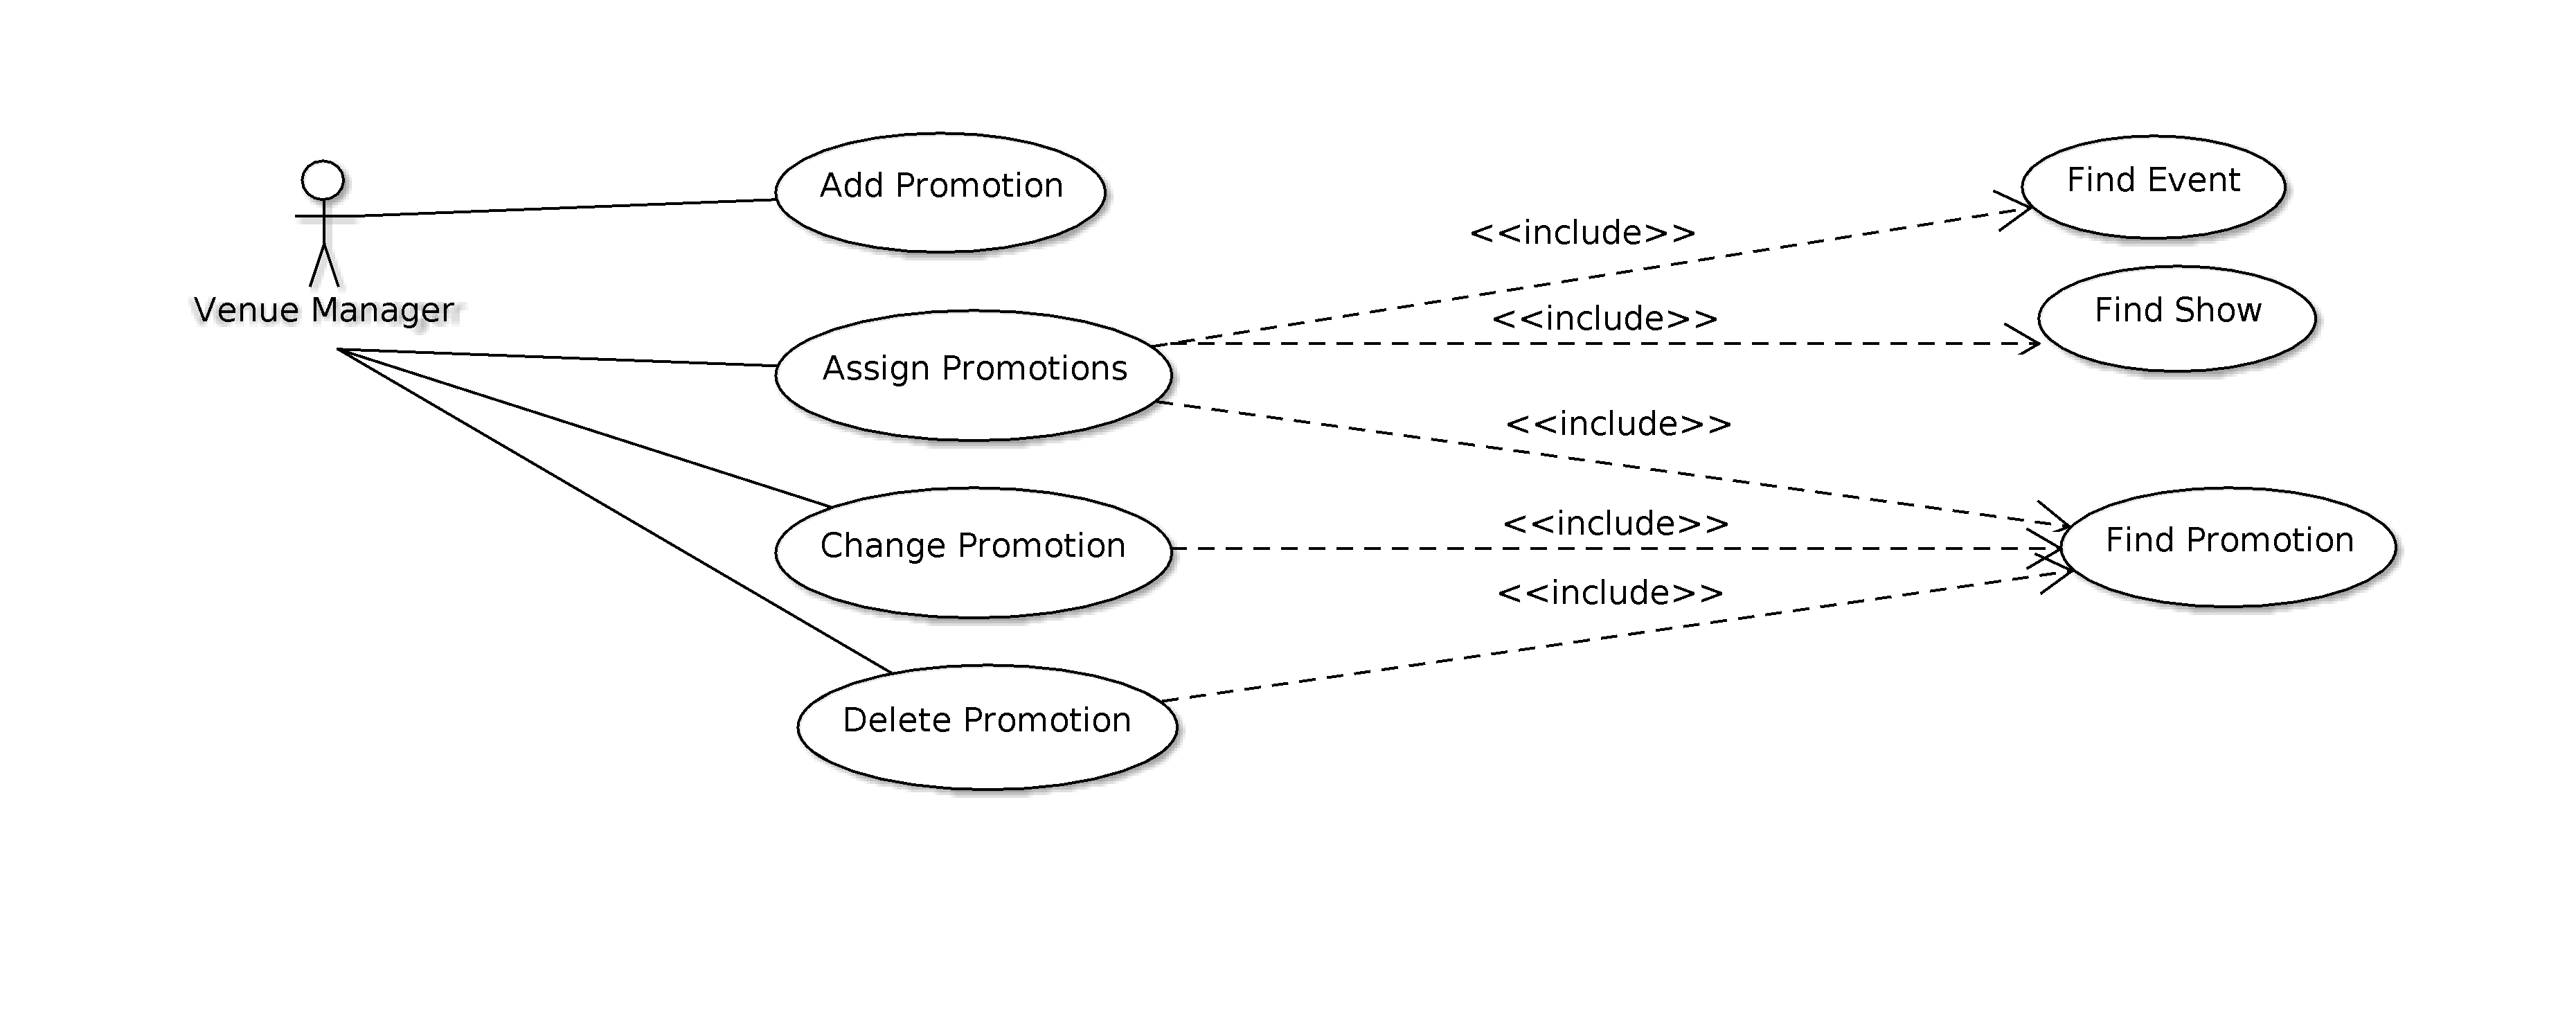 Add Promotion
Find Event
<<include>>
Venue Manager
Find Show
<<include>>
Assign Promotions
<<include>>
<<include>>
Change Promotion
Find Promotion
<<include>>
Delete Promotion